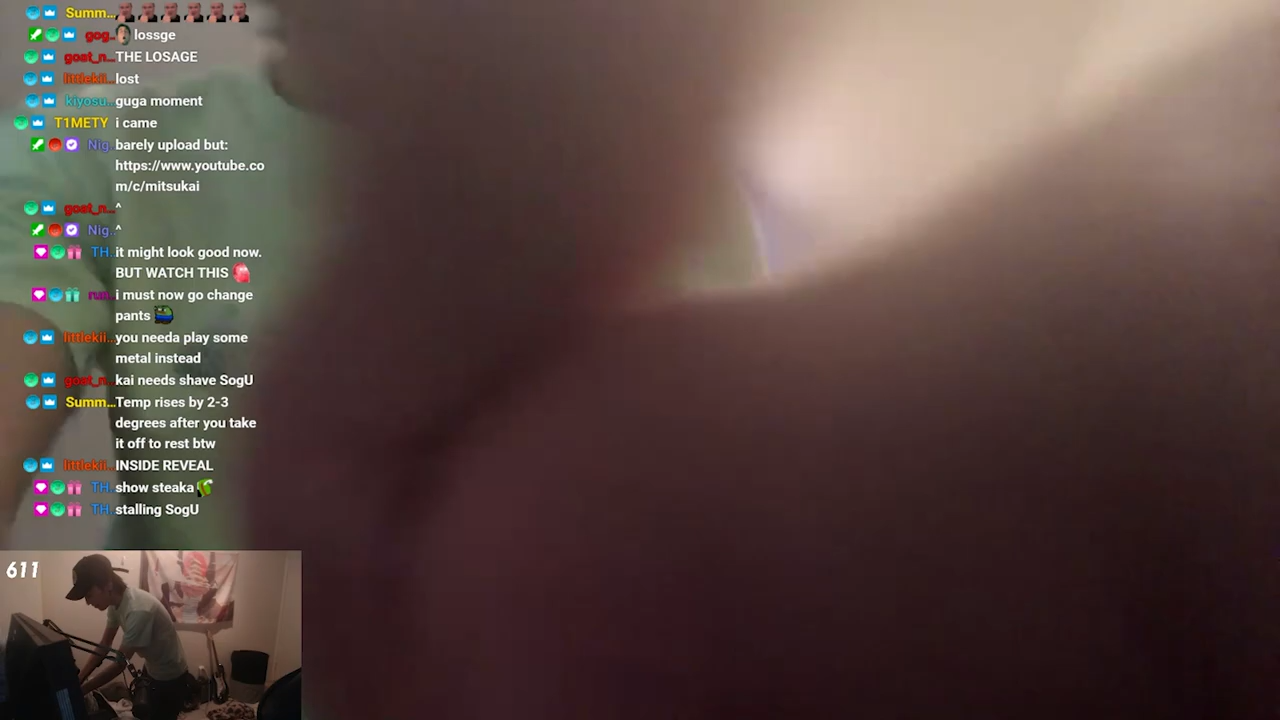 Summ...
gog.. lossge
goat_n... THE LOSAGE
littlekii.. lost
kiyosu.. guga moment
T1METY i came
Nig.. barely upload but:
https://www.youtube.co
m/c/mitsukai
goat_n... ^
Nig.. ^
TH.. it might look good now.
BUT WATCH THIS
run.. i must now go change
pants
littlekii.. you needa play some
metal instead
goat_n... kai needs shave SogU
Summ... Temp rises by 2-3
degrees after you take
it off to rest btw
littlekii.. INSIDE REVEAL
TH.. show steaka
TH.. stalling SogU
611